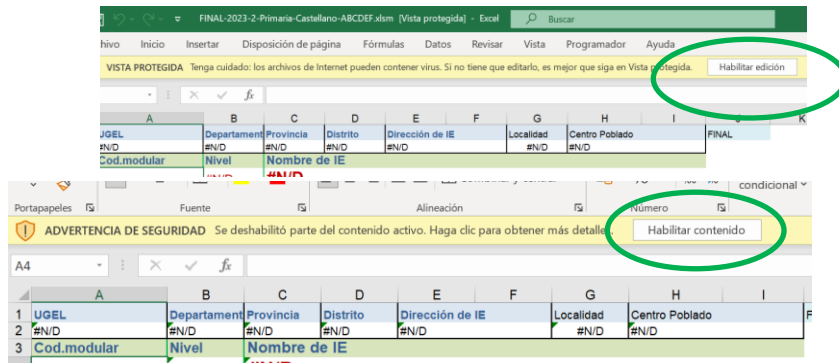 FINAL-2023-2-Primaria-Castellano-ABCDEF.xlsm [Vista protegida] - Excel Buscar
Inicio Insertar Disposición de página Fórmulas Datos Revisar Vista Programador Ayuda
VISTA PROTEGIDA Tenga cuidado: los archivos de Internet pueden contener virus. Si no tiene que editarlo, es mejor que siga en Vista protegida. Habilitar edición
fx
A B C D E F G H I K
UGEL Departament Provincia Distrito Dirección de IE Localidad Centro Poblado FINAL
#N/D #N/D #N/D #N/D #N/D #N/D #N/D
Cod.modular Nivel Nombre de IE
#N/D #N/D
condicional
Portapapeles Fuente Alineación Número
ADVERTENCIA DE SEGURIDAD Se deshabilitó parte del contenido activo. Haga clic para obtener más detalles. Habilitar contenido
A4 fx
A B C D E F G H I
1 UGEL Departament Provincia Distrito Dirección de IE Localidad Centro Poblado F
2 #N/D #N/D #N/D #N/D #N/D #N/D #N/D
3 Cod.modular Nivel Nombre de IE